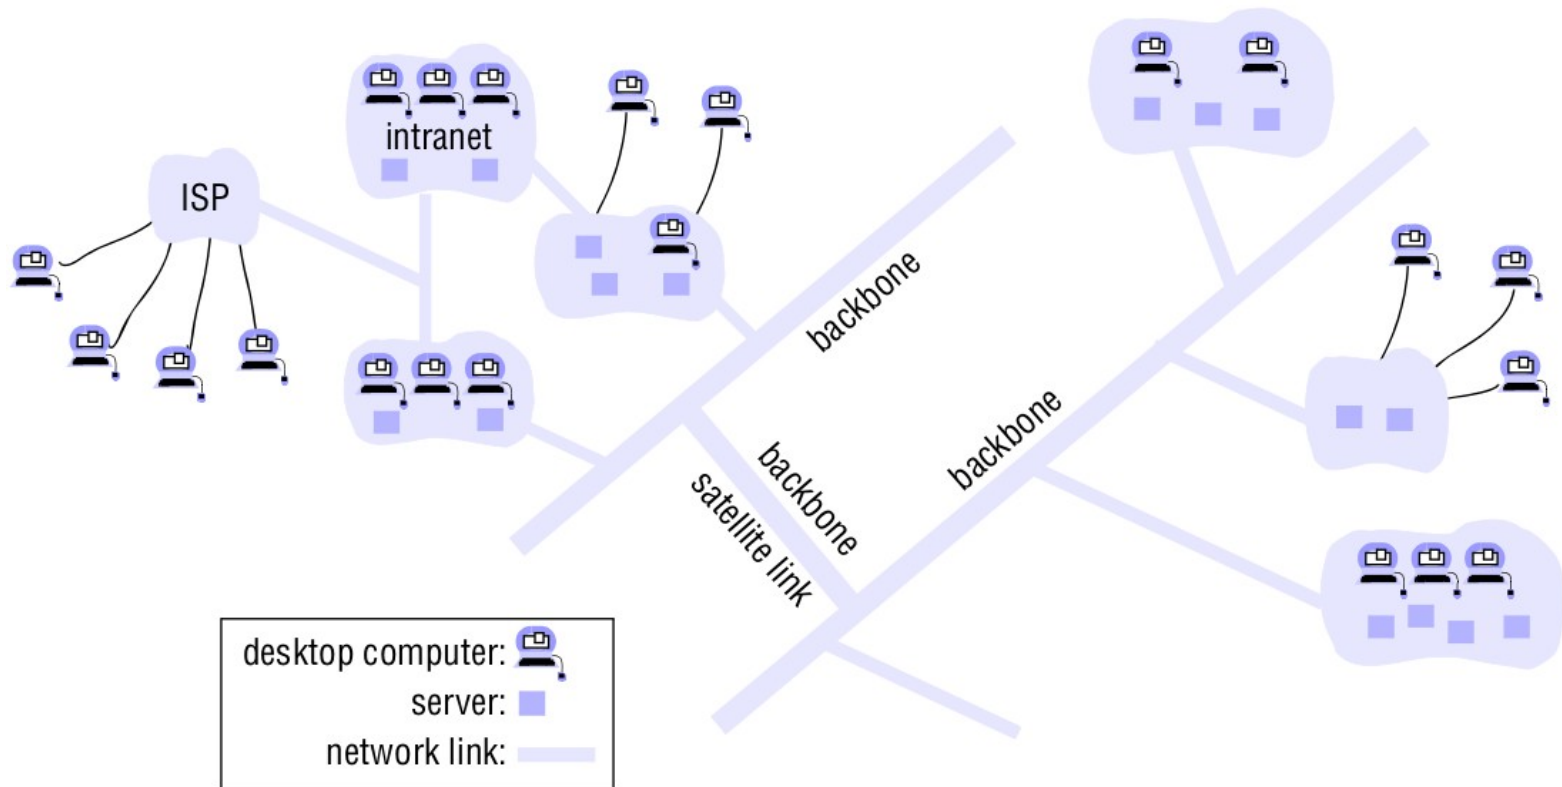 intranet
ISP
backbone
backbone
satellite link
backbone
desktop computer:
server:
network link: